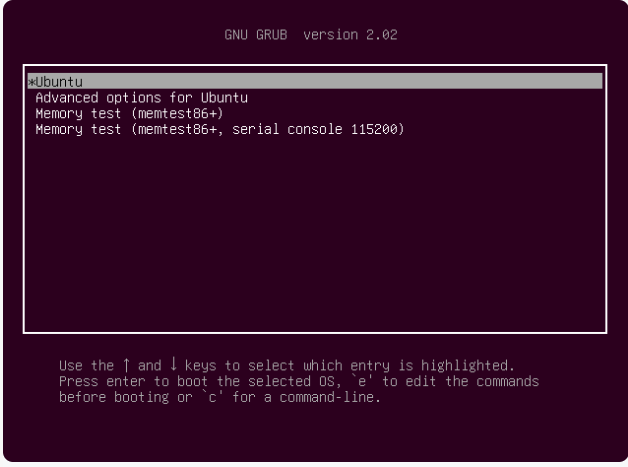 GNU GRUB  version 2.02
*Ubuntu
Advanced options for Ubuntu
Memory test (memtest86+)
Memory test (memtest86+, serial console 115200)
Use the ↑ and ↓ keys to select which entry is highlighted.
Press enter to boot the selected OS, `e' to edit the commands
before booting or `c' for a command-line.